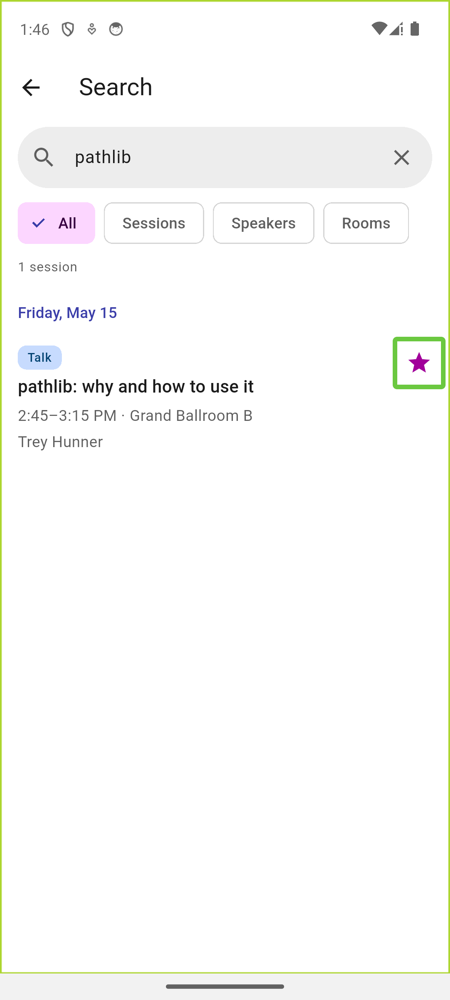 1:46
Search
pathlib
All
Sessions
Speakers
Rooms
1 session
Friday, May 15
Talk
pathlib: why and how to use it
2:45–3:15 PM · Grand Ballroom B
Trey Hunner